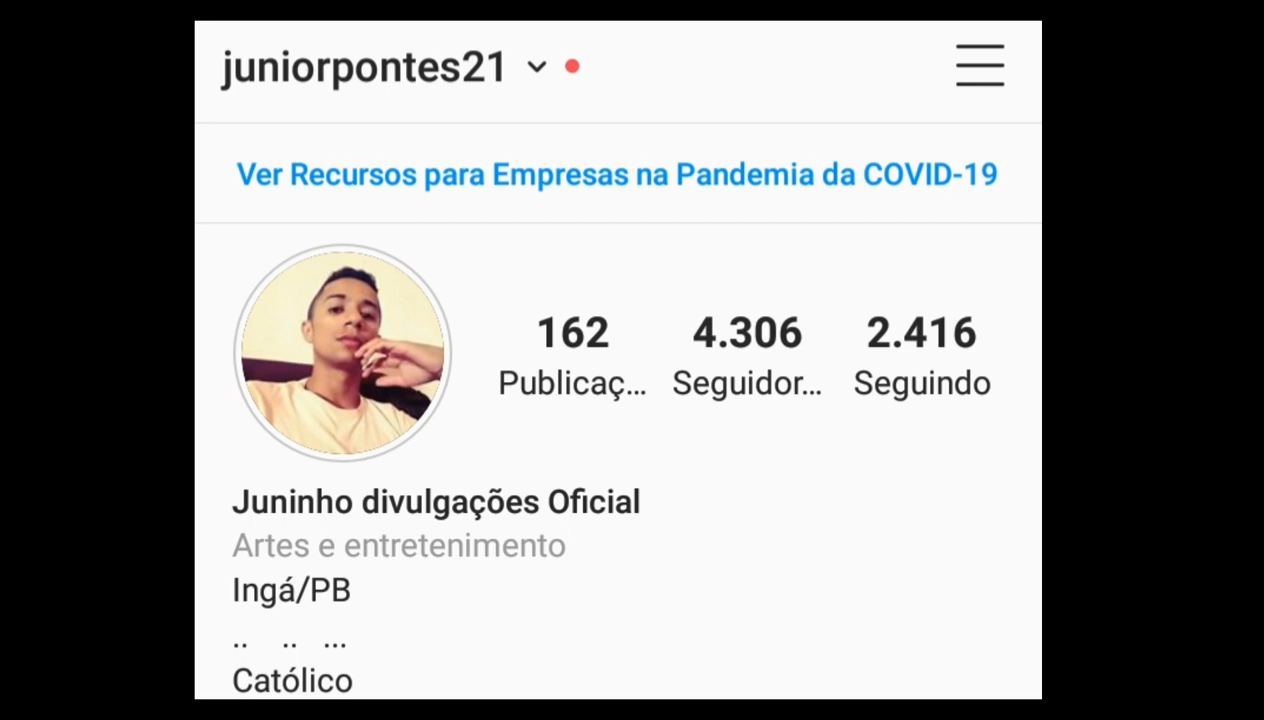 juniorpontes21
Ver Recursos para Empresas na Pandemia da COVID-19
162 4.306 2.416
Publicaç... Seguidor... Seguindo
Juninho divulgações Oficial
Artes e entretenimento
Ingá/PB
.. .. ...
Católico